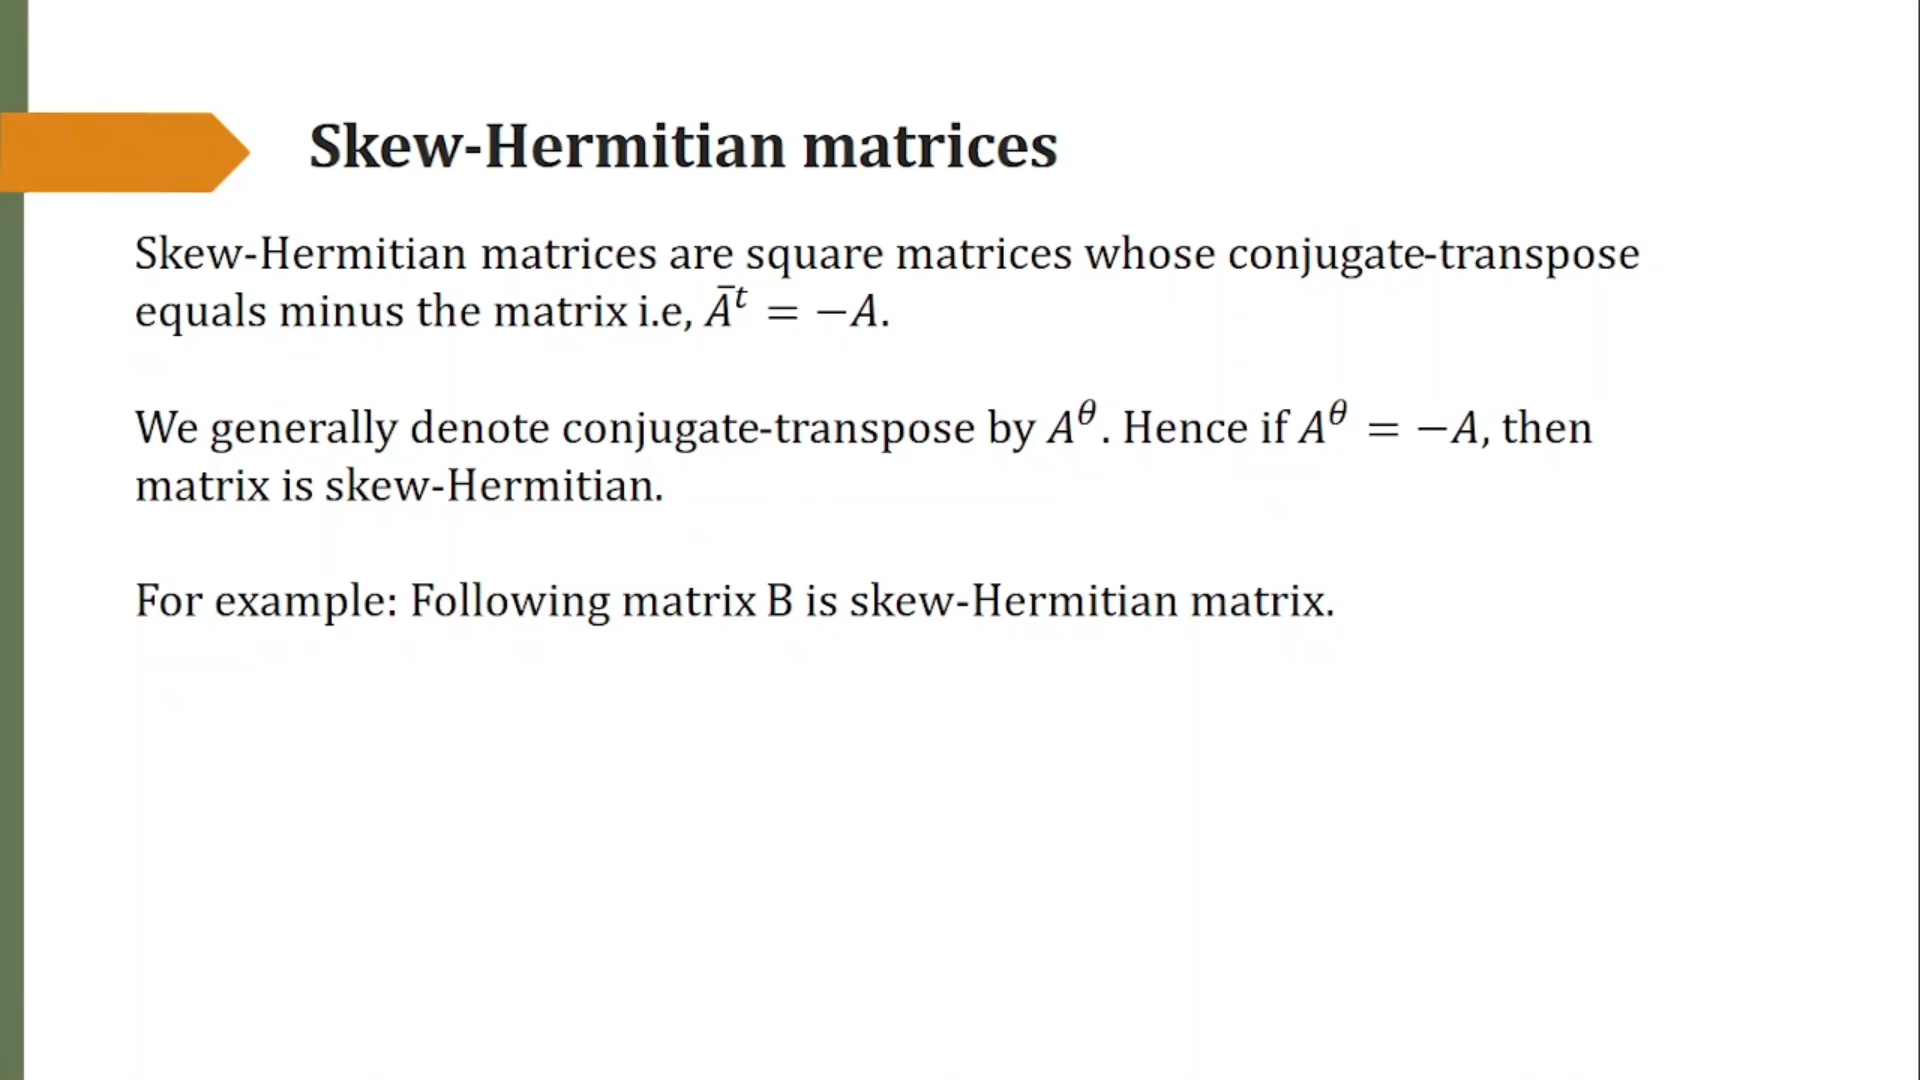 Skew-Hermitian matrices
Skew-Hermitian matrices are square matrices whose conjugate-transpose
equals minus the matrix i.e, Āᵗ = −A.
We generally denote conjugate-transpose by A^θ. Hence if A^θ = −A, then
matrix is skew-Hermitian.
For example: Following matrix B is skew-Hermitian matrix.